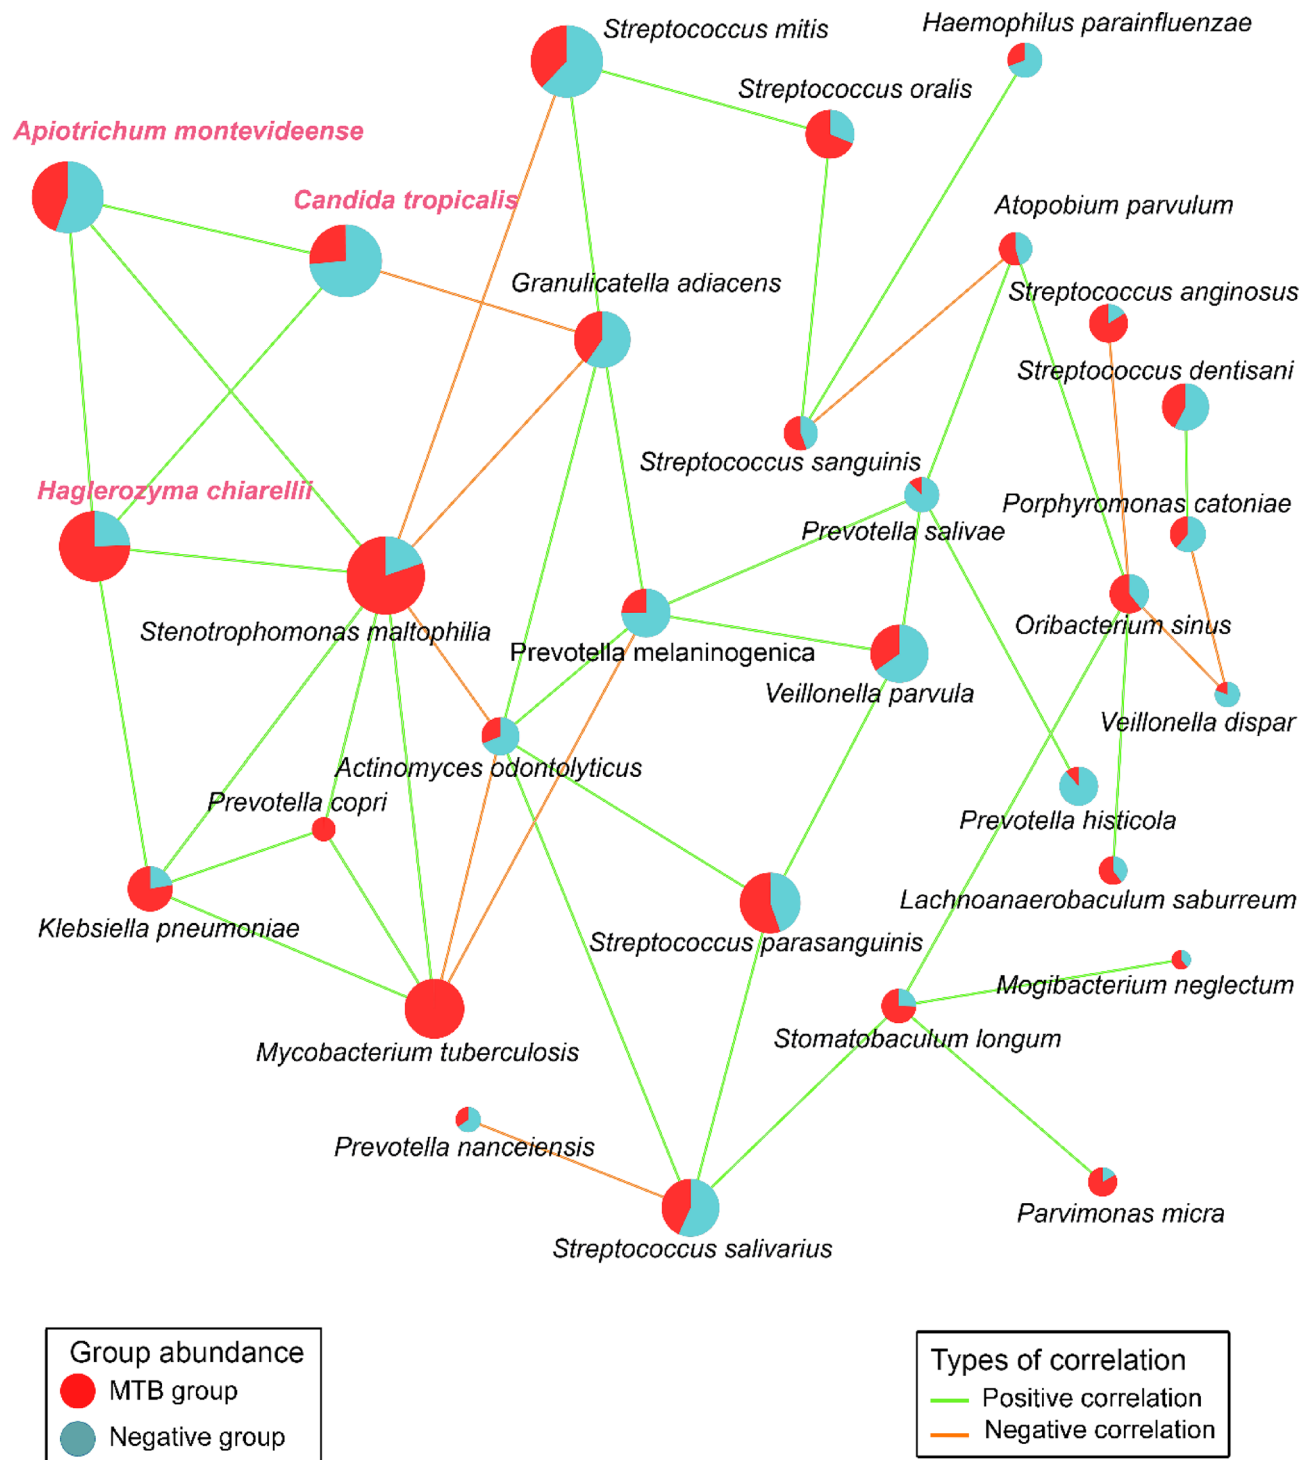 Haemophilus parainfluenzae
Streptococcus mitis
Streptococcus oralis
Apiotrichum montevideense
Candida tropicalis
Atopobium parvulum
Granulicatella adiacens
Streptococcus anginosus
Streptococcus dentisani
Streptococcus sanguinis
Haglerozyma chiarellii
Porphyromonas catoniae
Prevotella salivae
Stenotrophomonas maltophilia
Oribacterium sinus
Prevotella melaninogenica
Veillonella parvula
Veillonella dispar
Actinomyces odontolyticus
Prevotella copri
Prevotella histicola
Lachnoanaerobaculum saburreum
Klebsiella pneumoniae
Streptococcus parasanguinis
Mogibacterium neglectum
Stomatobaculum longum
Mycobacterium tuberculosis
Prevotella nanceiensis
Parvimonas micra
Streptococcus salivarius
Group abundance
MTB group
Negative group
Types of correlation
Positive correlation
Negative correlation